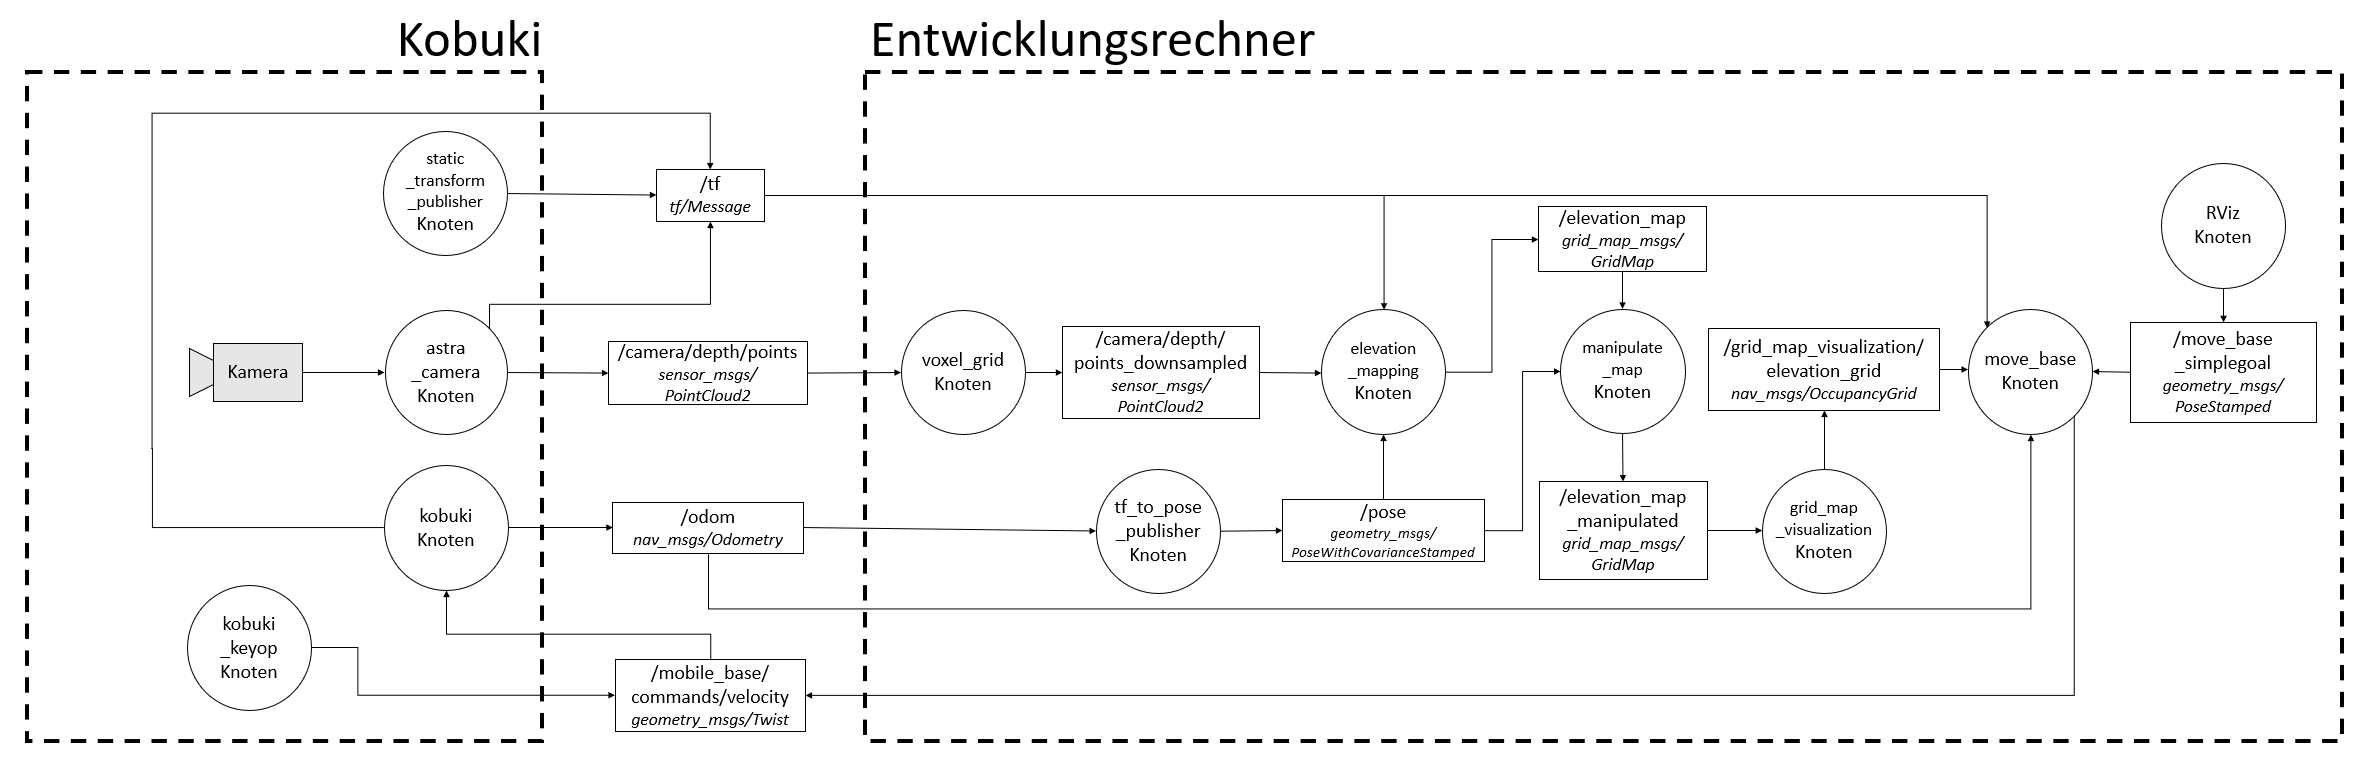 Kobuki
Entwicklungsrechner
static
_transform
_publisher
Knoten
/tf
tf/Message
Kamera
astra
_camera
Knoten
/camera/depth/points
sensor_msgs/
PointCloud2
kobuki
Knoten
/odom
nav_msgs/Odometry
kobuki
_keyop
Knoten
/mobile_base/
commands/velocity
geometry_msgs/Twist
voxel_grid
Knoten
/camera/depth/
points_downsampled
sensor_msgs/
PointCloud2
elevation
_mapping
Knoten
tf_to_pose
_publisher
Knoten
/pose
geometry_msgs/
PoseWithCovarianceStamped
/elevation_map
grid_map_msgs/
GridMap
manipulate
_map
Knoten
/elevation_map
_manipulated
grid_map_msgs/
GridMap
/grid_map_visualization/
elevation_grid
nav_msgs/OccupancyGrid
grid_map
_visualization
Knoten
move_base
Knoten
RViz
Knoten
/move_base
_simplegoal
geometry_msgs/
PoseStamped